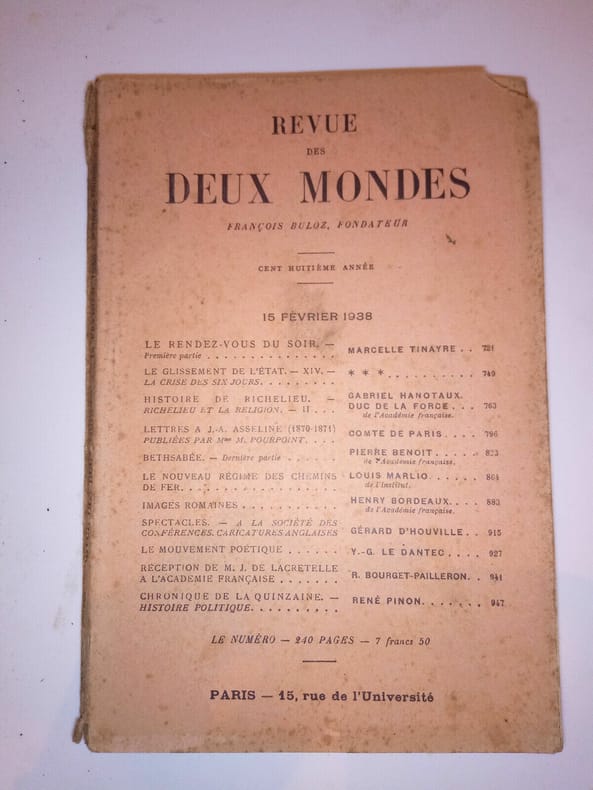 REVUE
DES
DEUX MONDES
FRANÇOIS BULOZ, FONDATEUR
CENT HUITIÈME ANNÉE
15 FÉVRIER 1938
LE RENDEZ-VOUS DU SOIR. —
Première partie . . . . . . . . . . . . . . . MARCELLE TINAYRE . . 721
LE GLISSEMENT DE L'ÉTAT. — XIV. —
LA CRISE DES SIX JOURS. . . . . . . . . * * * . . . . . . . . . . 749
HISTOIRE DE RICHELIEU. — GABRIEL HANOTAUX.
RICHELIEU ET LA RELIGION. — II . . . DUC DE LA FORCE. . . 763
de l'Académie française.
LETTRES A J.-A. ASSELINE (1870-1871)
PUBLIÉES PAR Mme M. POURPOINT. . . . COMTE DE PARIS. . . . 796
BETHSABÉE. — Dernière partie . . . . . . PIERRE BENOIT. . . . . 823
de l'Académie française.
LE NOUVEAU RÉGIME DES CHEMINS LOUIS MARLIO. . . . . . 864
DE FER. . . . . . . . . . . . . . . . . de l'Institut.
IMAGES ROMAINES . . . . . . . . . . . HENRY BORDEAUX. . . . 883
de l'Académie française.
SPECTACLES. — A LA SOCIÉTÉ DES
CONFÉRENCES. CARICATURES ANGLAISES GÉRARD D'HOUVILLE . . 915
LE MOUVEMENT POÉTIQUE . . . . . . Y.-G. LE DANTEC . . . . 927
RÉCEPTION DE M. J. DE LACRETELLE
A L'ACADÉMIE FRANÇAISE . . . . . . . R. BOURGET-PAILLERON. . 941
CHRONIQUE DE LA QUINZAINE. —
HISTOIRE POLITIQUE. . . . . . . . . . RENÉ PINON. . . . . . . 947
LE NUMÉRO — 240 PAGES — 7 francs 50
PARIS — 15, rue de l'Université